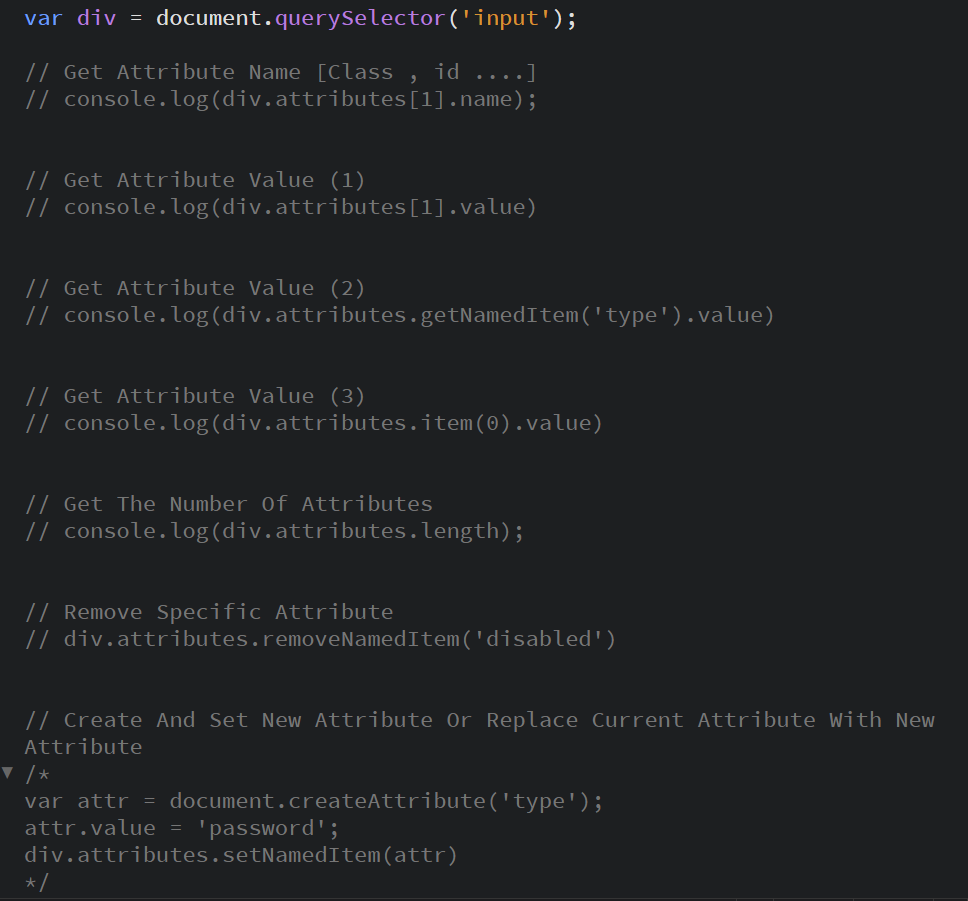 var div = document.querySelector('input');
// Get Attribute Name [Class , id ....]
// console.log(div.attributes[1].name);
// Get Attribute Value (1)
// console.log(div.attributes[1].value)
// Get Attribute Value (2)
// console.log(div.attributes.getNamedItem('type').value)
// Get Attribute Value (3)
// console.log(div.attributes.item(0).value)
// Get The Number Of Attributes
// console.log(div.attributes.length);
// Remove Specific Attribute
// div.attributes.removeNamedItem('disabled')
// Create And Set New Attribute Or Replace Current Attribute With New
Attribute
/*
var attr = document.createAttribute('type');
attr.value = 'password';
div.attributes.setNamedItem(attr)
*/